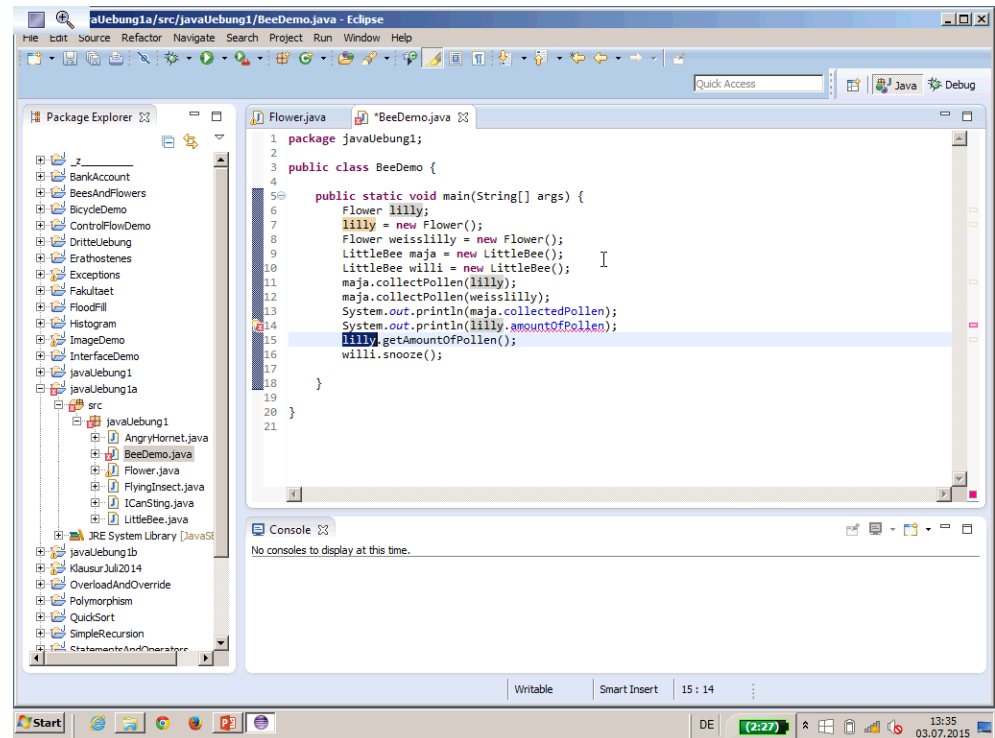 aUebung1a/src/javaUebung1/BeeDemo.java - Eclipse
File Edit Source Refactor Navigate Search Project Run Window Help
Quick Access
Java
Debug
Package Explorer
_z_________
BankAccount
BeesAndFlowers
BicycleDemo
ControlFlowDemo
DritteUebung
Erathostenes
Exceptions
Fakultaet
FloodFill
Histogram
ImageDemo
InterfaceDemo
javaUebung1
javaUebung1a
src
javaUebung1
AngryHornet.java
BeeDemo.java
Flower.java
FlyingInsect.java
ICanSting.java
LittleBee.java
JRE System Library [JavaSE
javaUebung1b
KlausurJuli2014
OverloadAndOverride
Polymorphism
QuickSort
SimpleRecursion
StatementsAndOperators
Flower.java
*BeeDemo.java
1 package javaUebung1;
2
3 public class BeeDemo {
4
5 public static void main(String[] args) {
6 Flower lilly;
7 lilly = new Flower();
8 Flower weisslilly = new Flower();
9 LittleBee maja = new LittleBee();
10 LittleBee willi = new LittleBee();
11 maja.collectPollen(lilly);
12 maja.collectPollen(weisslilly);
13 System.out.println(maja.collectedPollen);
14 System.out.println(lilly.amountOfPollen);
15 lilly.getAmountOfPollen();
16 willi.snooze();
17
18 }
19
20 }
21
Console
No consoles to display at this time.
Writable
Smart Insert
15 : 14
Start
DE
(2:27)
13:35
03.07.2015